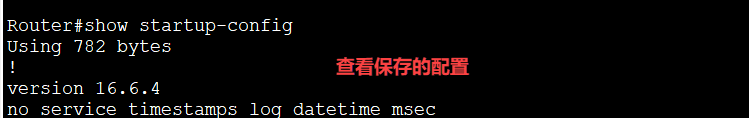 Router#show startup-config
Using 782 bytes
!
查看保存的配置
version 16.6.4
no service timestamps log datetime msec